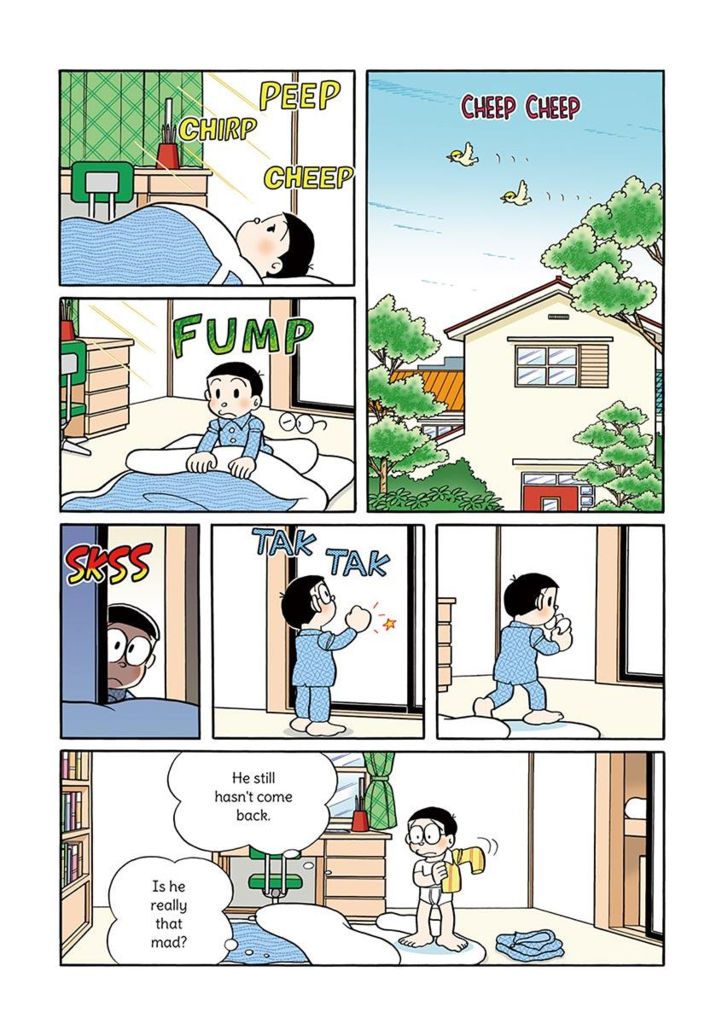 CHEEP CHEEP
PEEP
CHIRP
CHEEP
FUMP
TAK
TAK
SKSS
He still
hasn't come
back.
Is he
really
that
mad?